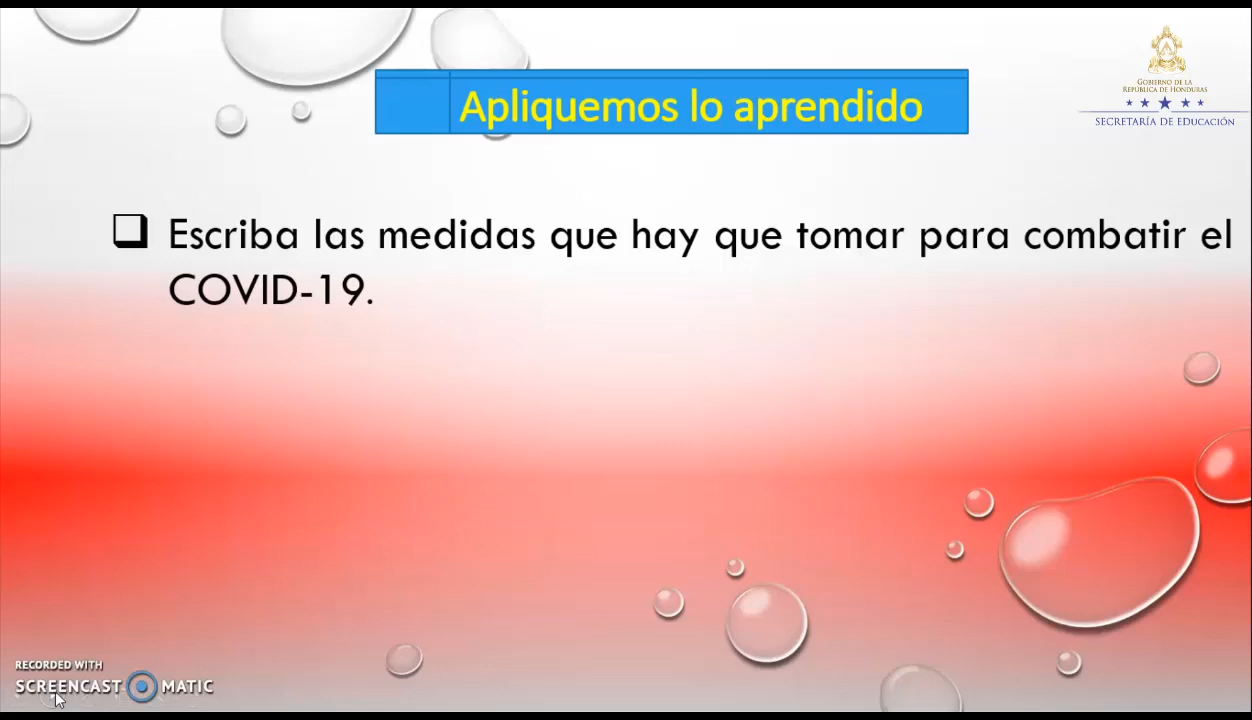 Apliquemos lo aprendido
GOBIERNO DE LA
REPÚBLICA DE HONDURAS
SECRETARÍA DE EDUCACIÓN
Escriba las medidas que hay que tomar para combatir el
COVID-19.
RECORDED WITH
SCREENCAST MATIC